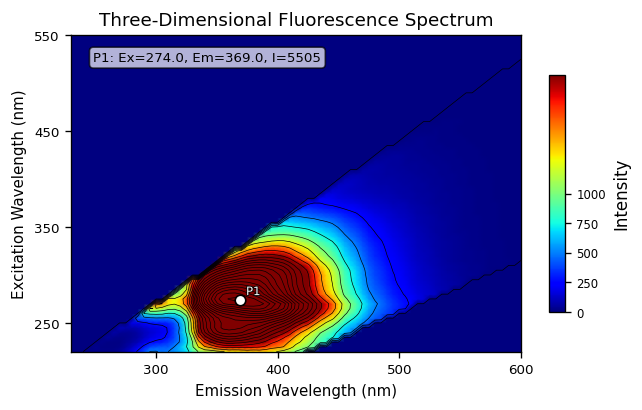 Three-Dimensional Fluorescence Spectrum
P1: Ex=274.0, Em=369.0, I=5505
Excitation Wavelength (nm)
550
450
350
250
P1
300
400
500
600
Emission Wavelength (nm)
1000
750
500
250
0
Intensity